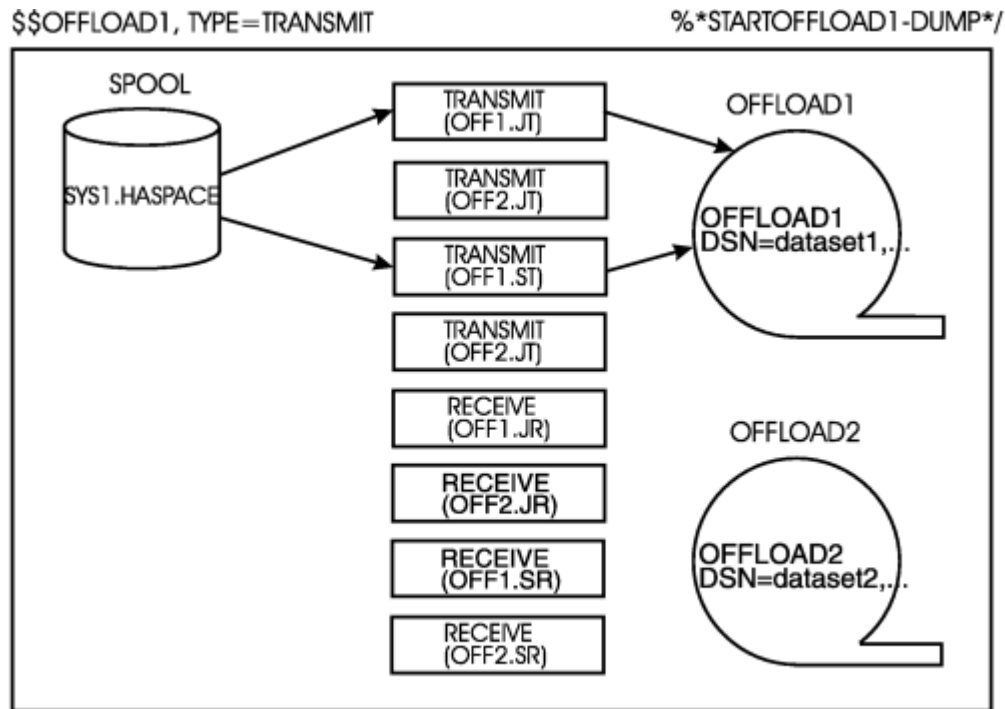 $$OFFLOAD1, TYPE=TRANSMIT
%*STARTOFFLOAD1-DUMP*/
SPOOL
SYS1.HASPACE
TRANSMIT
(OFF1.JT)
TRANSMIT
(OFF2.JT)
TRANSMIT
(OFF1.ST)
TRANSMIT
(OFF2.JT)
RECEIVE
(OFF1.JR)
RECEIVE
(OFF2.JR)
RECEIVE
(OFF1.SR)
RECEIVE
(OFF2.SR)
OFFLOAD1
OFFLOAD1
DSN=dataset1,...
OFFLOAD2
OFFLOAD2
DSN=dataset2,...